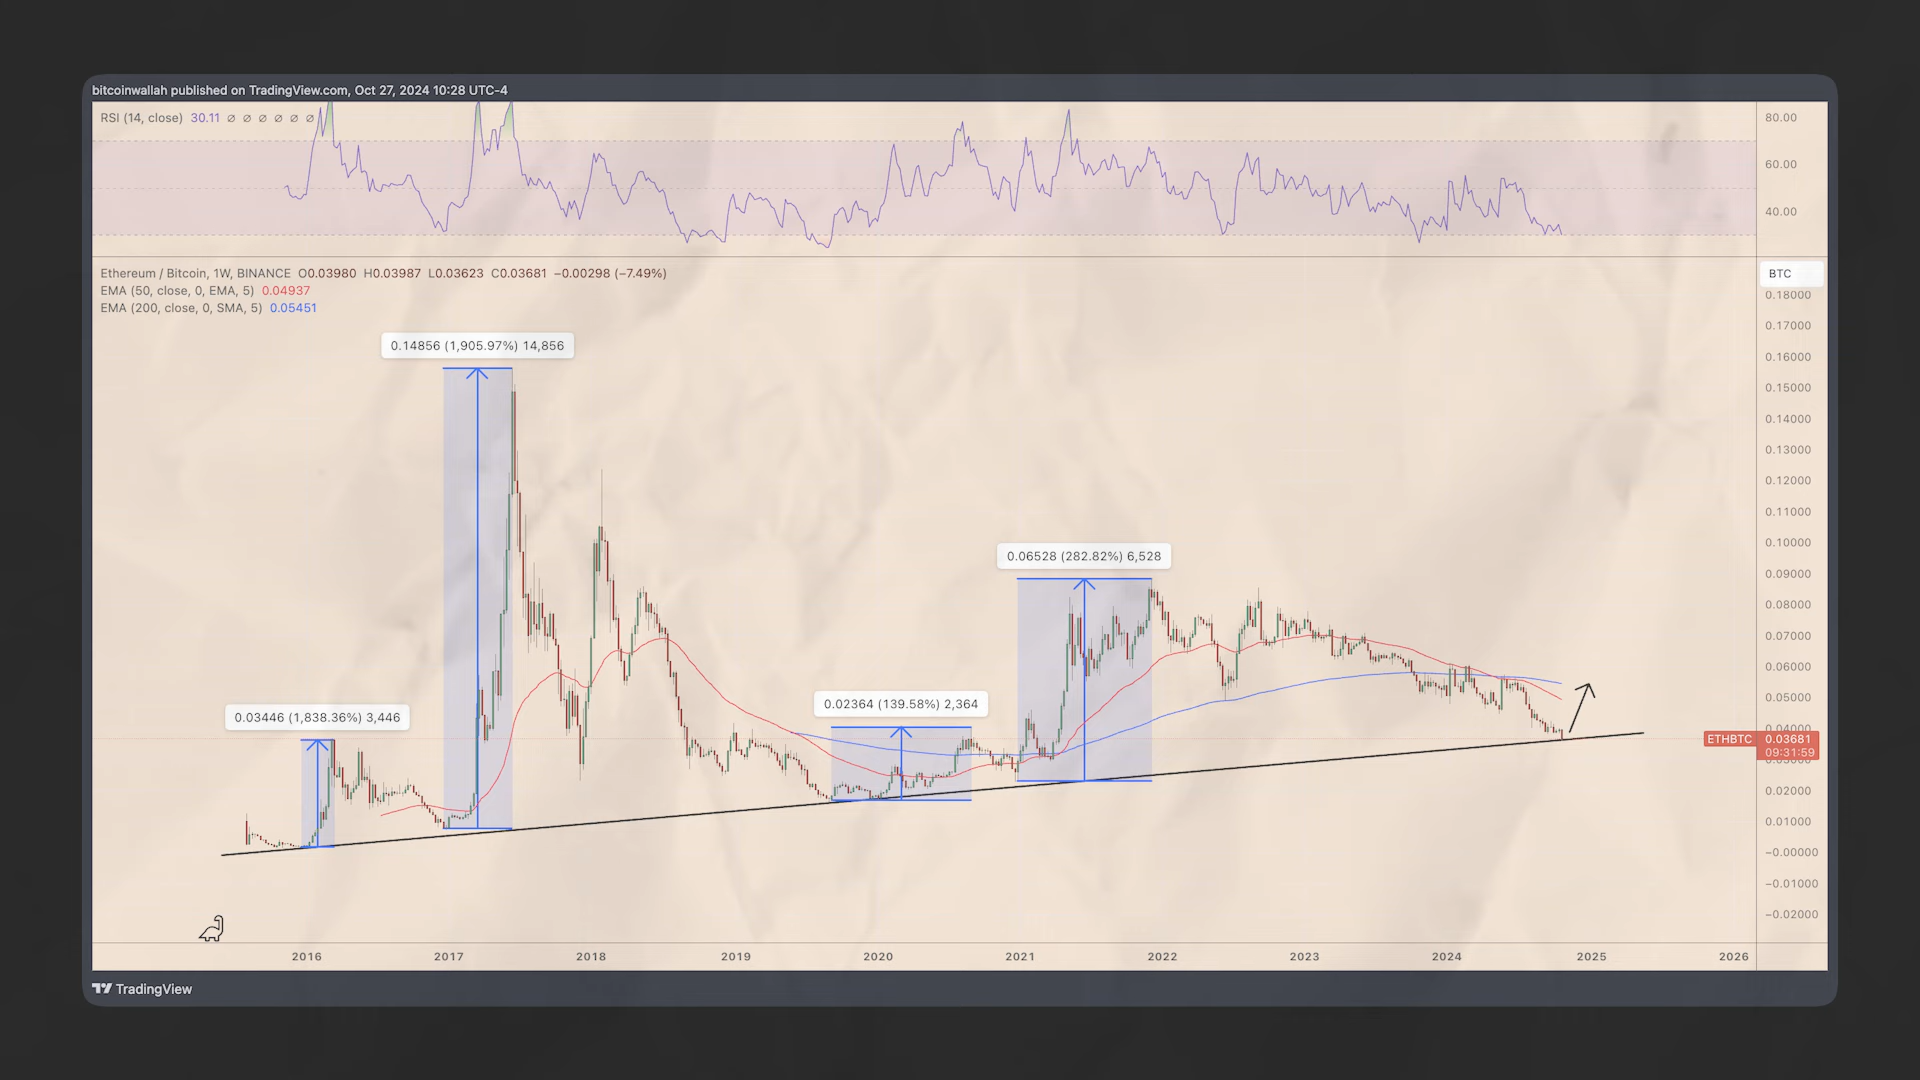 bitcoinwallah published on TradingView.com, Oct 27, 2024 10:28 UTC-4
RSI (14, close) 30.11 ∅ ∅ ∅ ∅ ∅ ∅
80.00
60.00
40.00
Ethereum / Bitcoin, 1W, BINANCE O0.03980 H0.03987 L0.03623 C0.03681 −0.00298 (−7.49%)
EMA (50, close, 0, EMA, 5) 0.04937
EMA (200, close, 0, SMA, 5) 0.05451
BTC
0.18000
0.17000
0.16000
0.15000
0.14000
0.13000
0.12000
0.11000
0.10000
0.09000
0.08000
0.07000
0.06000
0.05000
0.04000
ETHBTC 0.03681
09:31:59
0.03000
0.02000
0.01000
−0.00000
−0.01000
−0.02000
0.14856 (1,905.97%) 14,856
0.06528 (282.82%) 6,528
0.02364 (139.58%) 2,364
0.03446 (1,838.36%) 3,446
2016 2017 2018 2019 2020 2021 2022 2023 2024 2025 2026
TradingView